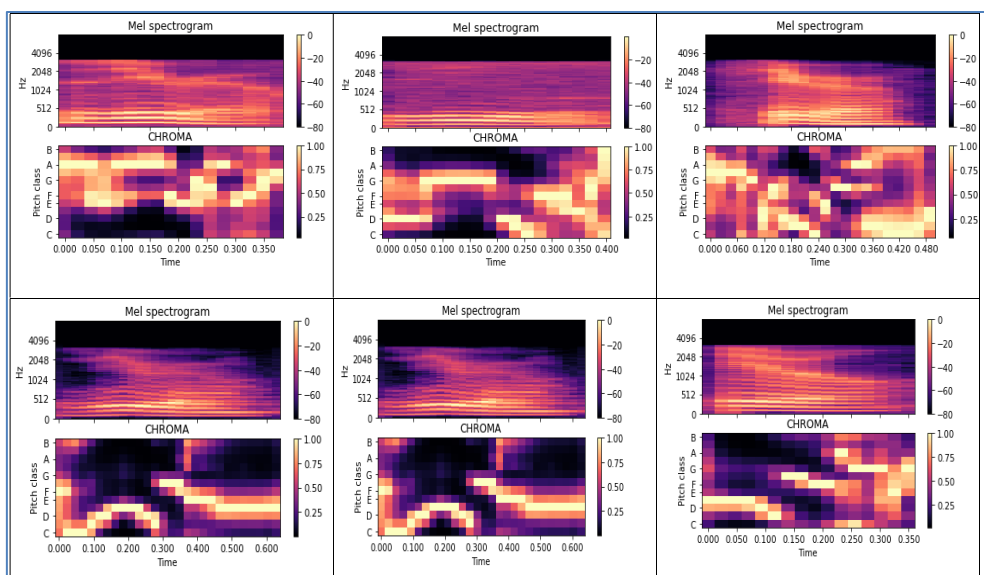 Mel spectrogram
Hz
4096
2048
1024
512
0
0
−20
−40
−60
−80
CHROMA
Pitch class
B
A
G
F
E
D
C
1.00
0.75
0.50
0.25
0.000 0.050 0.100 0.150 0.200 0.250 0.300 0.350
Time
Mel spectrogram
Hz
4096
2048
1024
512
0
−20
−40
−60
−80
CHROMA
Pitch class
B
A
G
F
E
D
C
1.00
0.75
0.50
0.25
0.000 0.050 0.100 0.150 0.200 0.250 0.300 0.350 0.400
Time
Mel spectrogram
Hz
4096
2048
1024
512
0
0
−20
−40
−60
−80
CHROMA
Pitch class
B
A
G
F
E
D
C
1.00
0.75
0.50
0.25
0.000 0.060 0.120 0.180 0.240 0.300 0.360 0.420 0.480
Time
Mel spectrogram
Hz
4096
2048
1024
512
0
0
−20
−40
−60
−80
CHROMA
Pitch class
B
A
G
F
E
D
C
1.00
0.75
0.50
0.25
0.000 0.100 0.200 0.300 0.400 0.500 0.600
Time
Mel spectrogram
Hz
4096
2048
1024
512
0
0
−20
−40
−60
−80
CHROMA
Pitch class
B
A
G
F
E
D
C
1.00
0.75
0.50
0.25
0.000 0.100 0.200 0.300 0.400 0.500 0.600
Time
Mel spectrogram
Hz
4096
2048
1024
512
0
0
−20
−40
−60
−80
CHROMA
Pitch class
B
A
G
F
E
D
C
1.00
0.75
0.50
0.25
0.000 0.050 0.100 0.150 0.200 0.250 0.300 0.350
Time